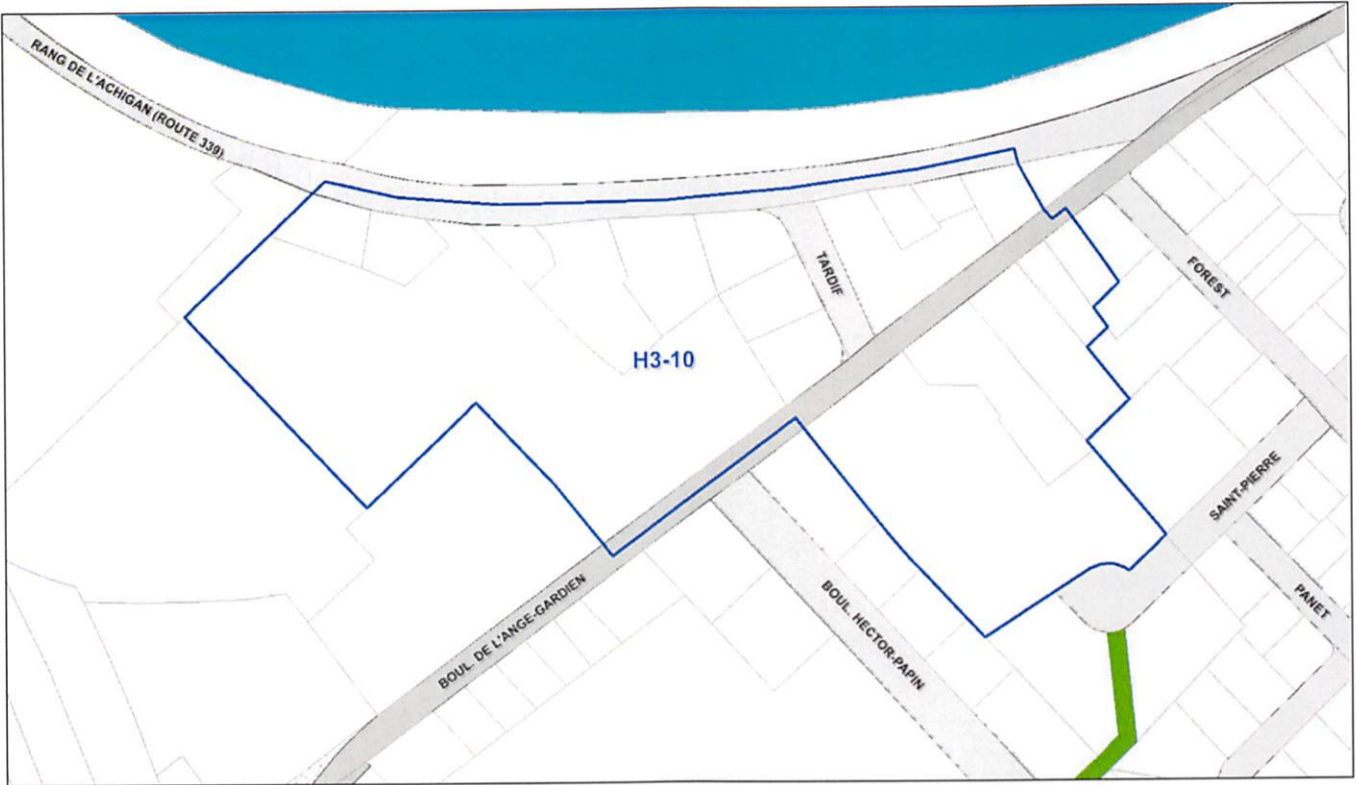 RANG DE L'ACHIGAN (ROUTE 339)
TARDIF
FOREST
H3-10
SAINT-PIERRE
BOUL. DE L'ANGE-GARDIEN
BOUL. HECTOR-PAPIN
PANET